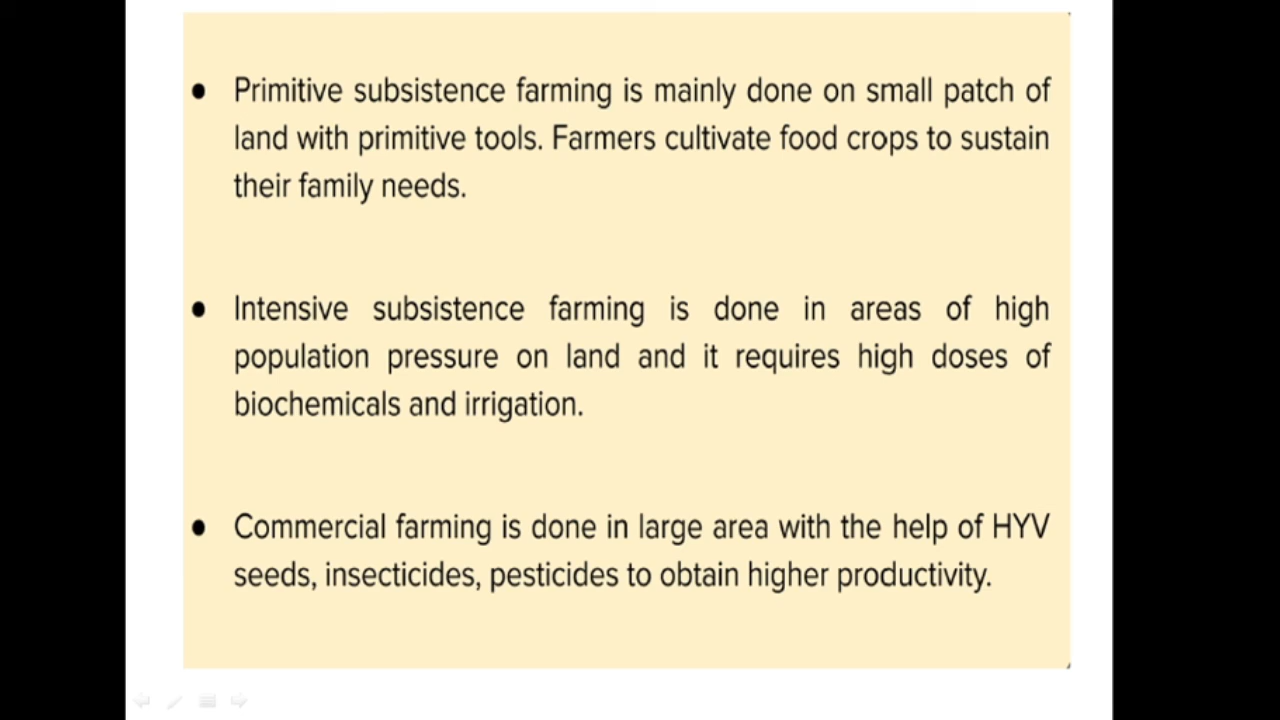 ● Primitive subsistence farming is mainly done on small patch of
land with primitive tools. Farmers cultivate food crops to sustain
their family needs.
● Intensive subsistence farming is done in areas of high
population pressure on land and it requires high doses of
biochemicals and irrigation.
● Commercial farming is done in large area with the help of HYV
seeds, insecticides, pesticides to obtain higher productivity.